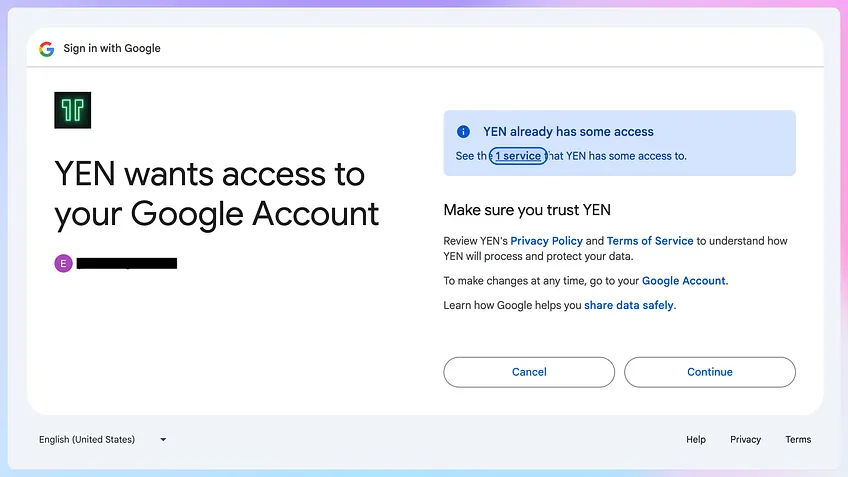 Sign in with Google
YEN wants access to
your Google Account
E
YEN already has some access
See the 1 service that YEN has some access to.
Make sure you trust YEN
Review YEN's Privacy Policy and Terms of Service to understand how
YEN will process and protect your data.
To make changes at any time, go to your Google Account.
Learn how Google helps you share data safely.
Cancel
Continue
English (United States)
Help
Privacy
Terms